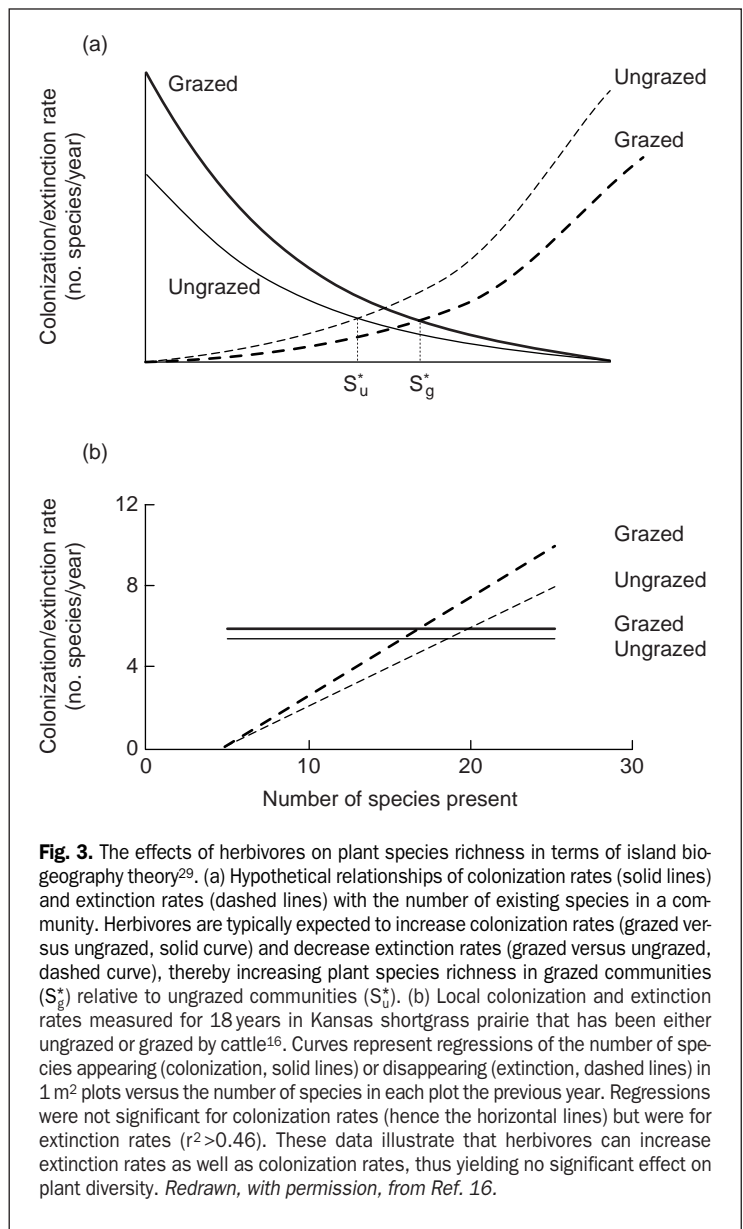 (a)
Colonization/extinction rate
(no. species/year)
Grazed
Ungrazed
Ungrazed
Grazed
S*u S*g
(b)
Colonization/extinction rate
(no. species/year)
12
8
4
0
0 10 20 30
Grazed
Ungrazed
Grazed
Ungrazed
Number of species present
Fig. 3. The effects of herbivores on plant species richness in terms of island bio-
geography theory29. (a) Hypothetical relationships of colonization rates (solid lines)
and extinction rates (dashed lines) with the number of existing species in a com-
munity. Herbivores are typically expected to increase colonization rates (grazed ver-
sus ungrazed, solid curve) and decrease extinction rates (grazed versus ungrazed,
dashed curve), thereby increasing plant species richness in grazed communities
(S*g) relative to ungrazed communities (S*u). (b) Local colonization and extinction
rates measured for 18 years in Kansas shortgrass prairie that has been either
ungrazed or grazed by cattle16. Curves represent regressions of the number of spe-
cies appearing (colonization, solid lines) or disappearing (extinction, dashed lines) in
1 m2 plots versus the number of species in each plot the previous year. Regressions
were not significant for colonization rates (hence the horizontal lines) but were for
extinction rates (r2 >0.46). These data illustrate that herbivores can increase
extinction rates as well as colonization rates, thus yielding no significant effect on
plant diversity. Redrawn, with permission, from Ref. 16.